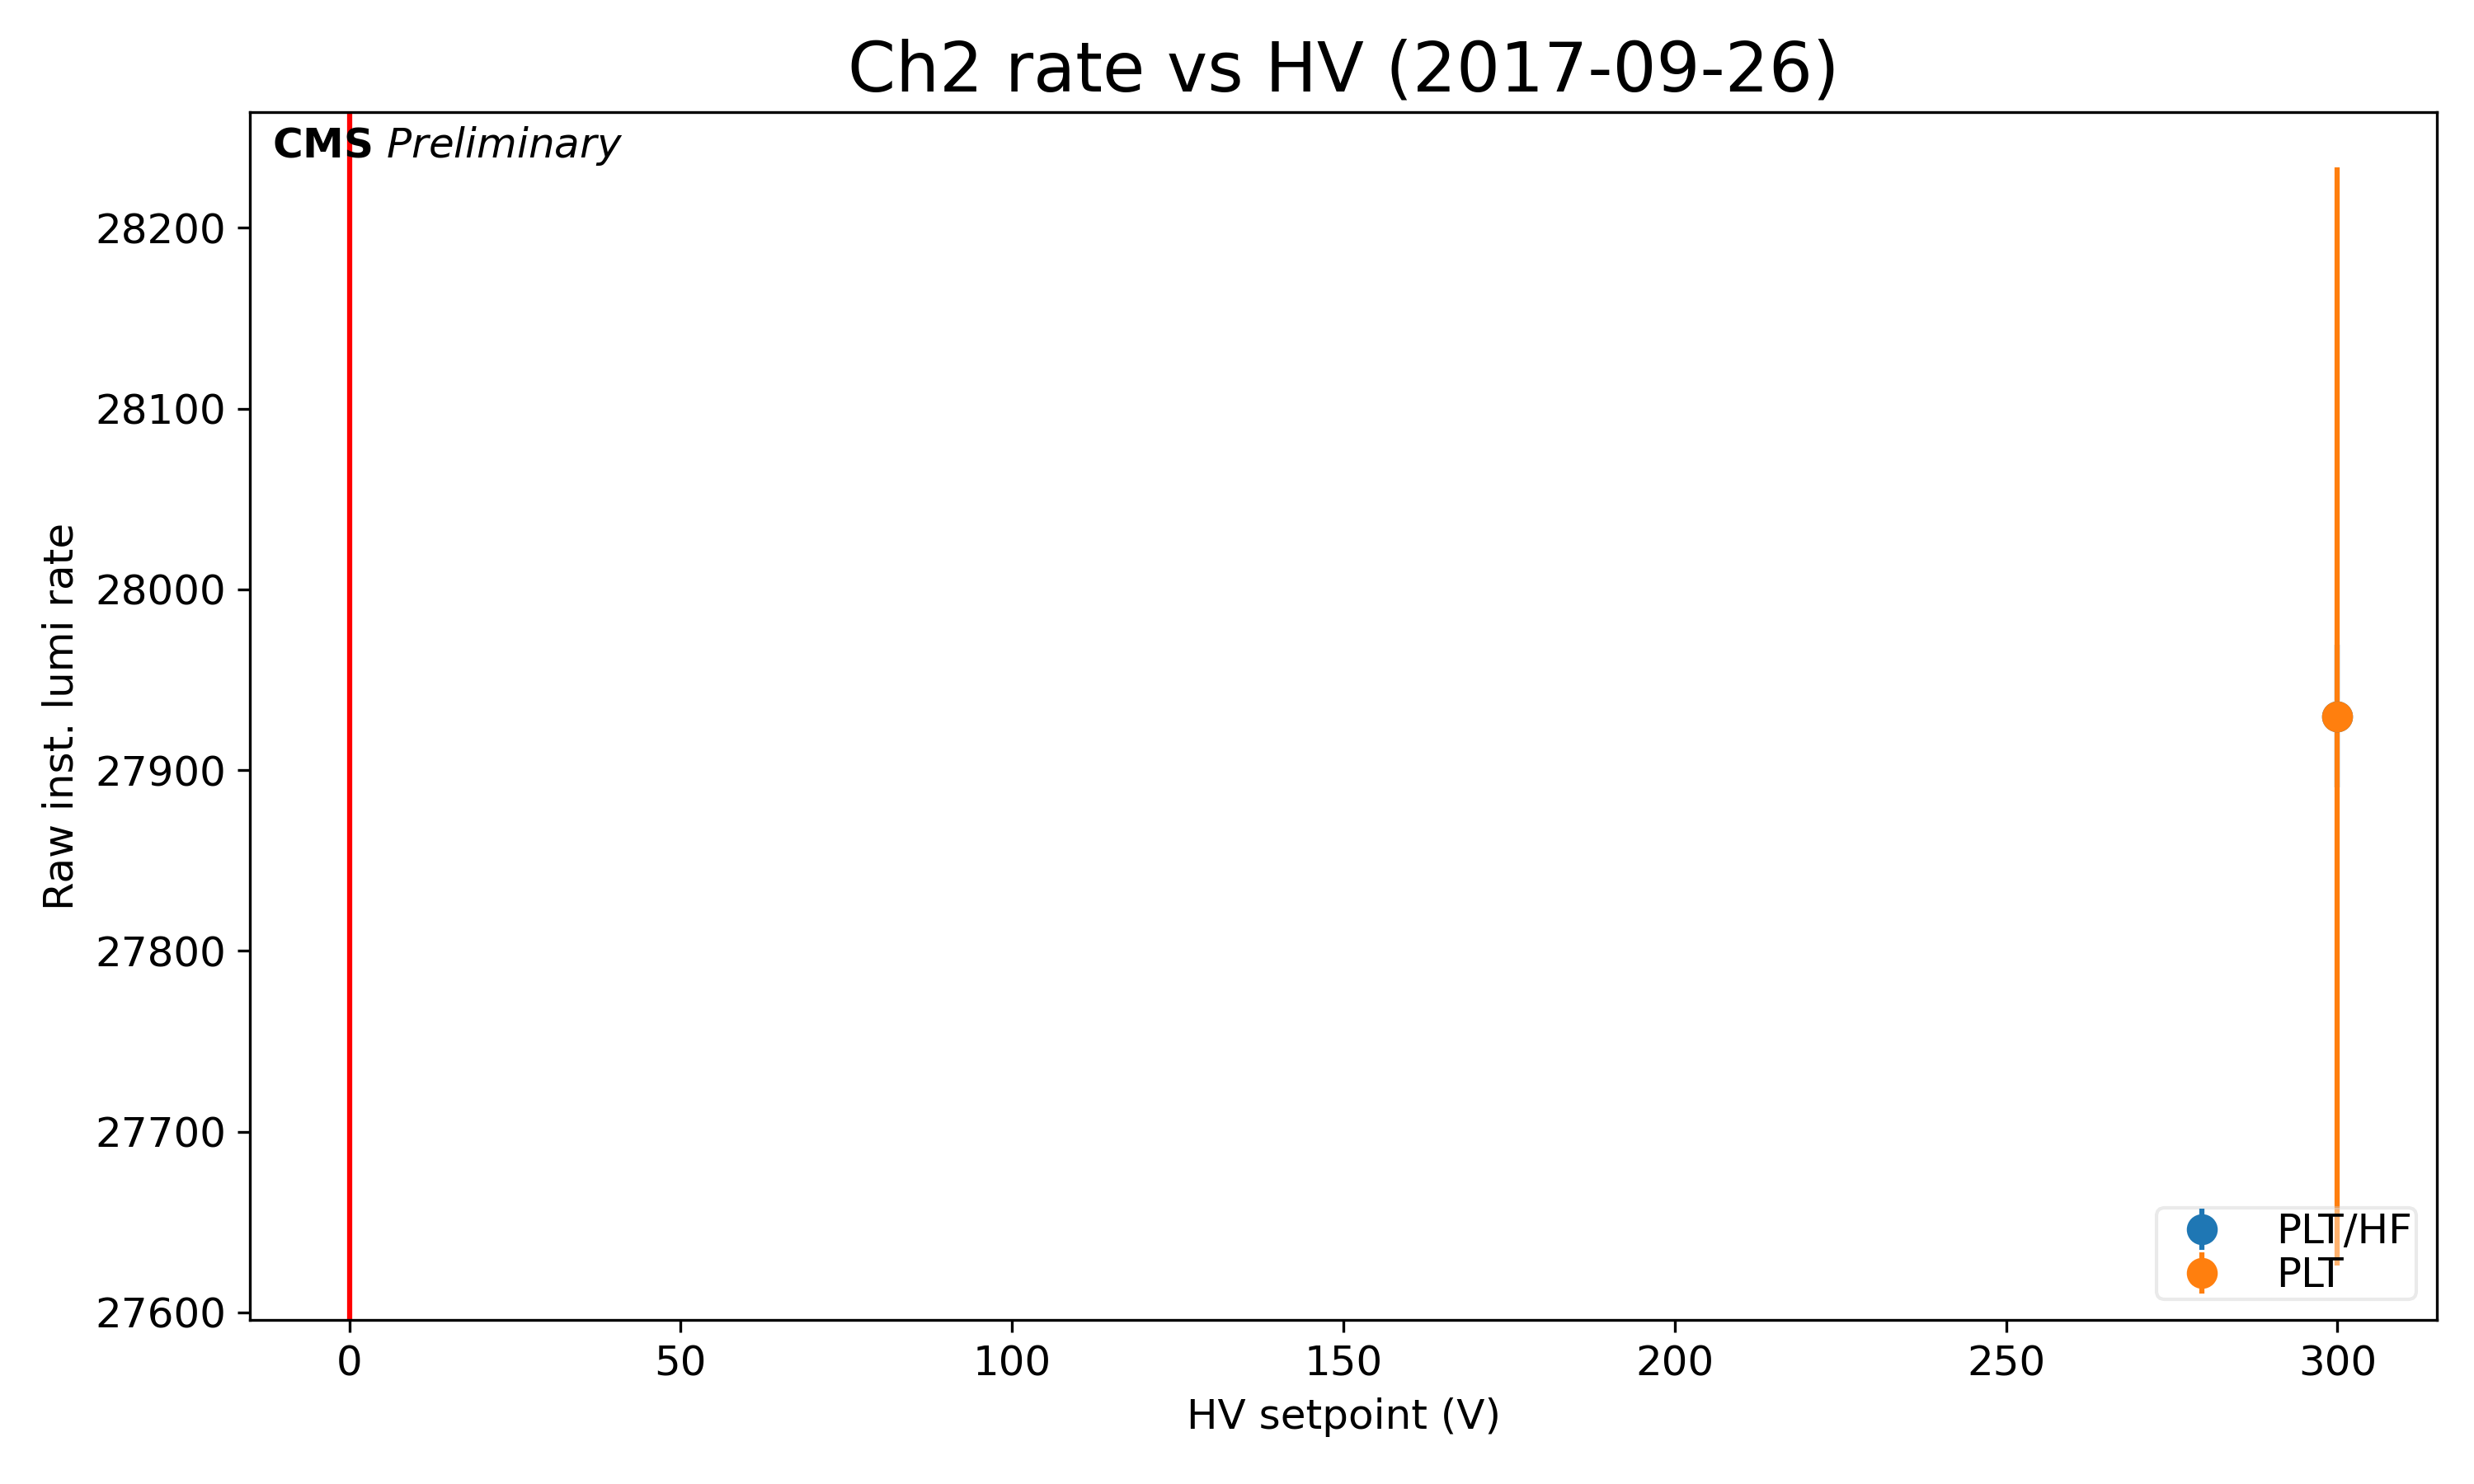 Ch2 rate vs HV (2017-09-26)
CMS Preliminary
28200
28100
28000
27900
27800
27700
27600
Raw inst. lumi rate
PLT/HF
PLT
0 50 100 150 200 250 300
HV setpoint (V)